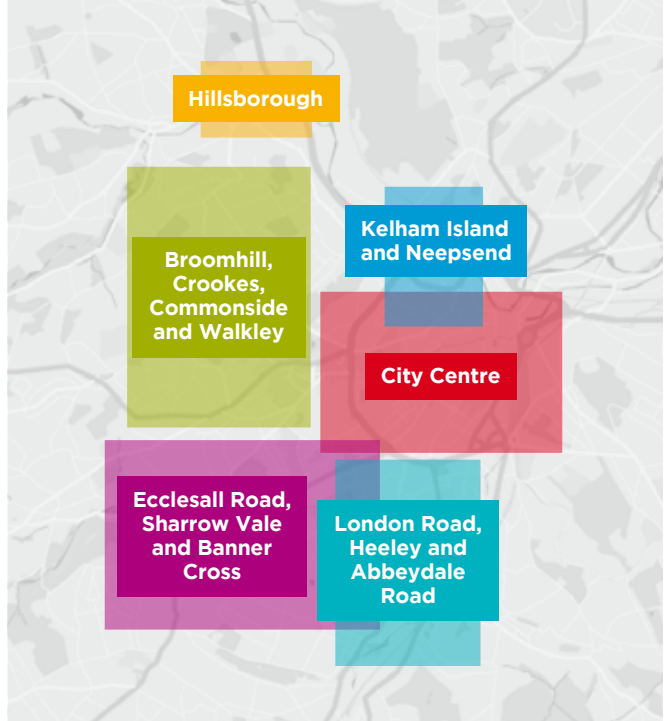 Hillsborough
Kelham Island
and Neepsend
Broomhill,
Crookes,
Commonside
and Walkley
City Centre
Ecclesall Road,
Sharrow Vale
and Banner
Cross
London Road,
Heeley and
Abbeydale
Road